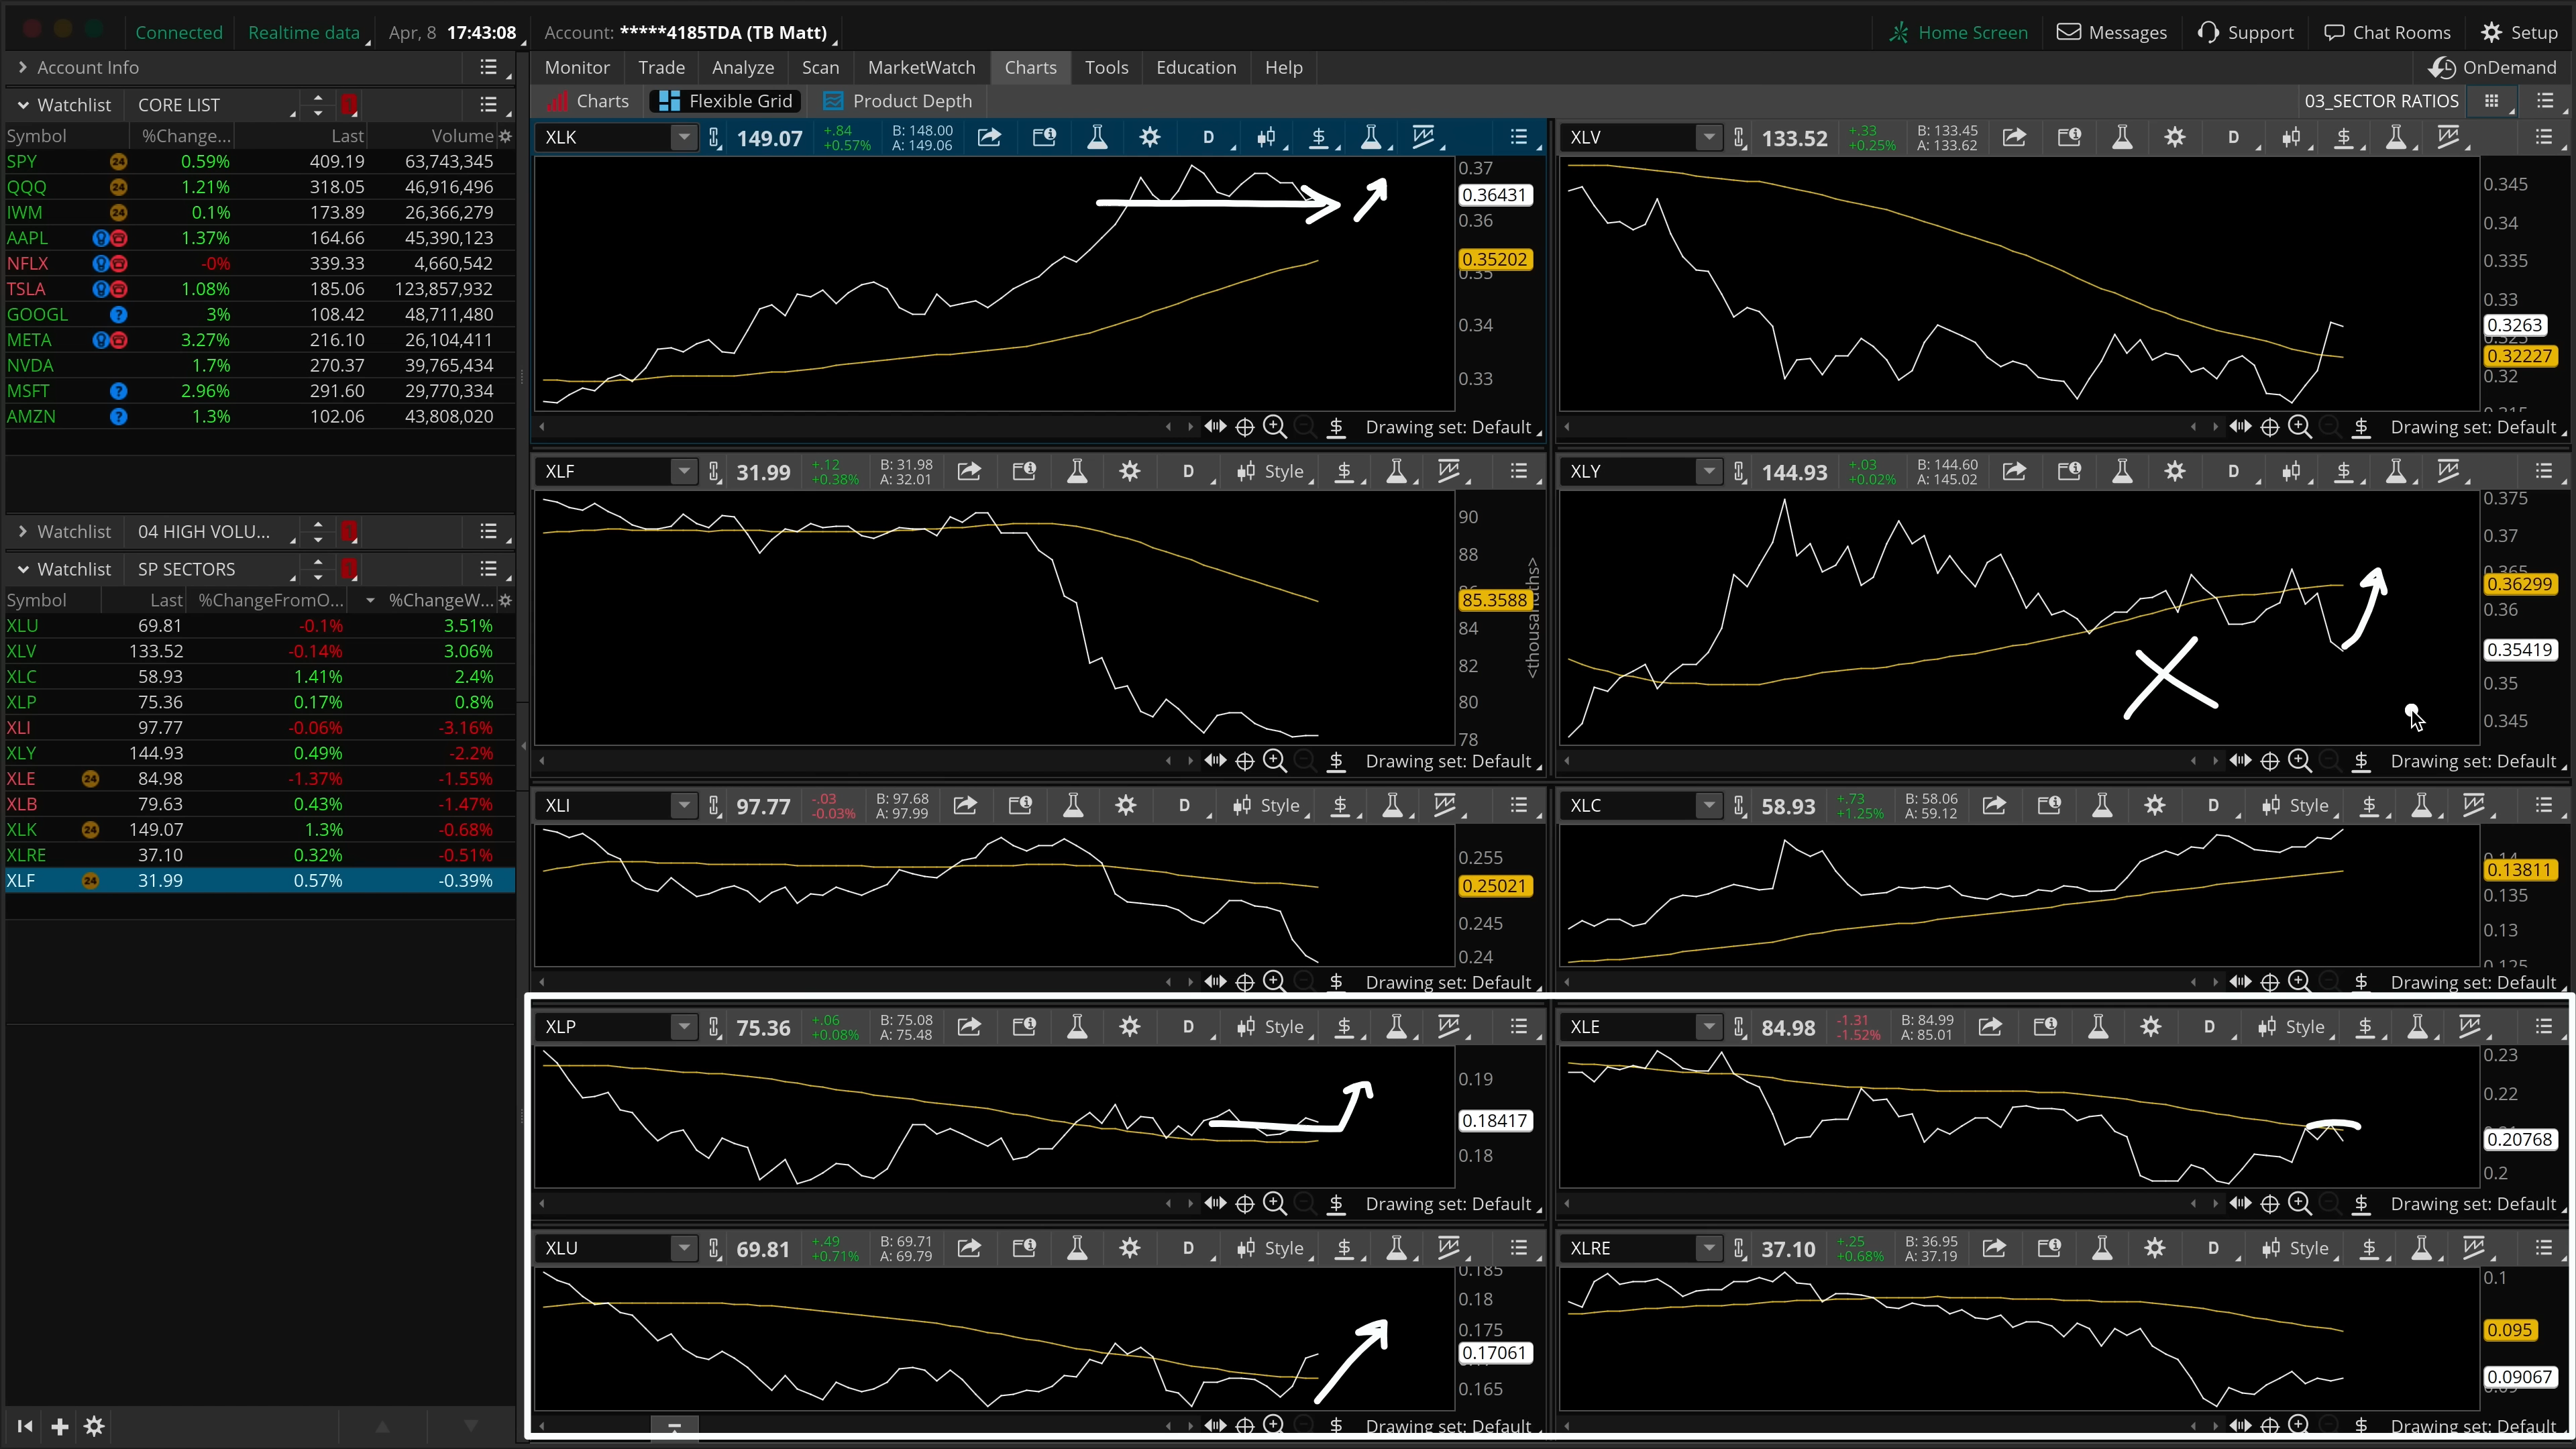 Connected Realtime data Apr, 8 17:43:08 Account: *****4185TDA (TB Matt) Home Screen Messages Support Chat Rooms Setup
Account Info
Monitor Trade Analyze Scan MarketWatch Charts Tools Education Help OnDemand
Watchlist CORE LIST
Charts Flexible Grid Product Depth 03_SECTOR RATIOS
Symbol %Change... Last Volume
SPY 24 0.59% 409.19 63,743,345
QQQ 24 1.21% 318.05 46,916,496
IWM 24 0.1% 173.89 26,366,279
AAPL 1.37% 164.66 45,390,123
NFLX -0% 339.33 4,660,542
TSLA 1.08% 185.06 123,857,932
GOOGL ? 3% 108.42 48,711,480
META 3.27% 216.10 26,104,411
NVDA 1.7% 270.37 39,765,434
MSFT ? 2.96% 291.60 29,770,334
AMZN ? 1.3% 102.06 43,808,020
Watchlist 04 HIGH VOLU...
Watchlist SP SECTORS
Symbol Last %ChangeFromO... %ChangeW...
XLU 69.81 -0.1% 3.51%
XLV 133.52 -0.14% 3.06%
XLC 58.93 1.41% 2.4%
XLP 75.36 0.17% 0.8%
XLI 97.77 -0.06% -3.16%
XLY 144.93 0.49% -2.2%
XLE 24 84.98 -1.37% -1.55%
XLB 79.63 0.43% -1.47%
XLK 24 149.07 1.3% -0.68%
XLRE 37.10 0.32% -0.51%
XLF 24 31.99 0.57% -0.39%
XLK 149.07 +.84 B: 148.00 D
+0.57% A: 149.06
0.37
0.36431
0.36
0.35202
0.35
0.34
0.33
Drawing set: Default
XLV 133.52 +.33 B: 133.45 D
+0.25% A: 133.62
0.345
0.34
0.335
0.33
0.3263
0.325
0.32227
0.32
0.315
Drawing set: Default
XLF 31.99 +.12 B: 31.98 D Style
+0.38% A: 32.01
90
88
85.3588
84
82
80
78
<thousandths>
Drawing set: Default
XLY 144.93 +.03 B: 144.60 D
+0.02% A: 145.02
0.375
0.37
0.365
0.36299
0.36
0.35419
0.35
0.345
Drawing set: Default
XLI 97.77 -.03 B: 97.68 D Style
-0.03% A: 97.99
0.255
0.25021
0.245
0.24
Drawing set: Default
XLC 58.93 +.73 B: 58.06 D Style
+1.25% A: 59.12
0.14
0.13811
0.135
0.13
0.125
Drawing set: Default
XLP 75.36 +.06 B: 75.08 D Style
+0.08% A: 75.48
0.19
0.18417
0.18
Drawing set: Default
XLE 84.98 -1.31 B: 84.99 D Style
-1.52% A: 85.01
0.23
0.22
0.20768
0.2
Drawing set: Default
XLU 69.81 +.49 B: 69.71 D Style
+0.71% A: 69.79
0.185
0.18
0.175
0.17061
0.165
Drawing set: Default
XLRE 37.10 +.25 B: 36.95 D Style
+0.68% A: 37.19
0.1
0.095
0.09067
Drawing set: Default